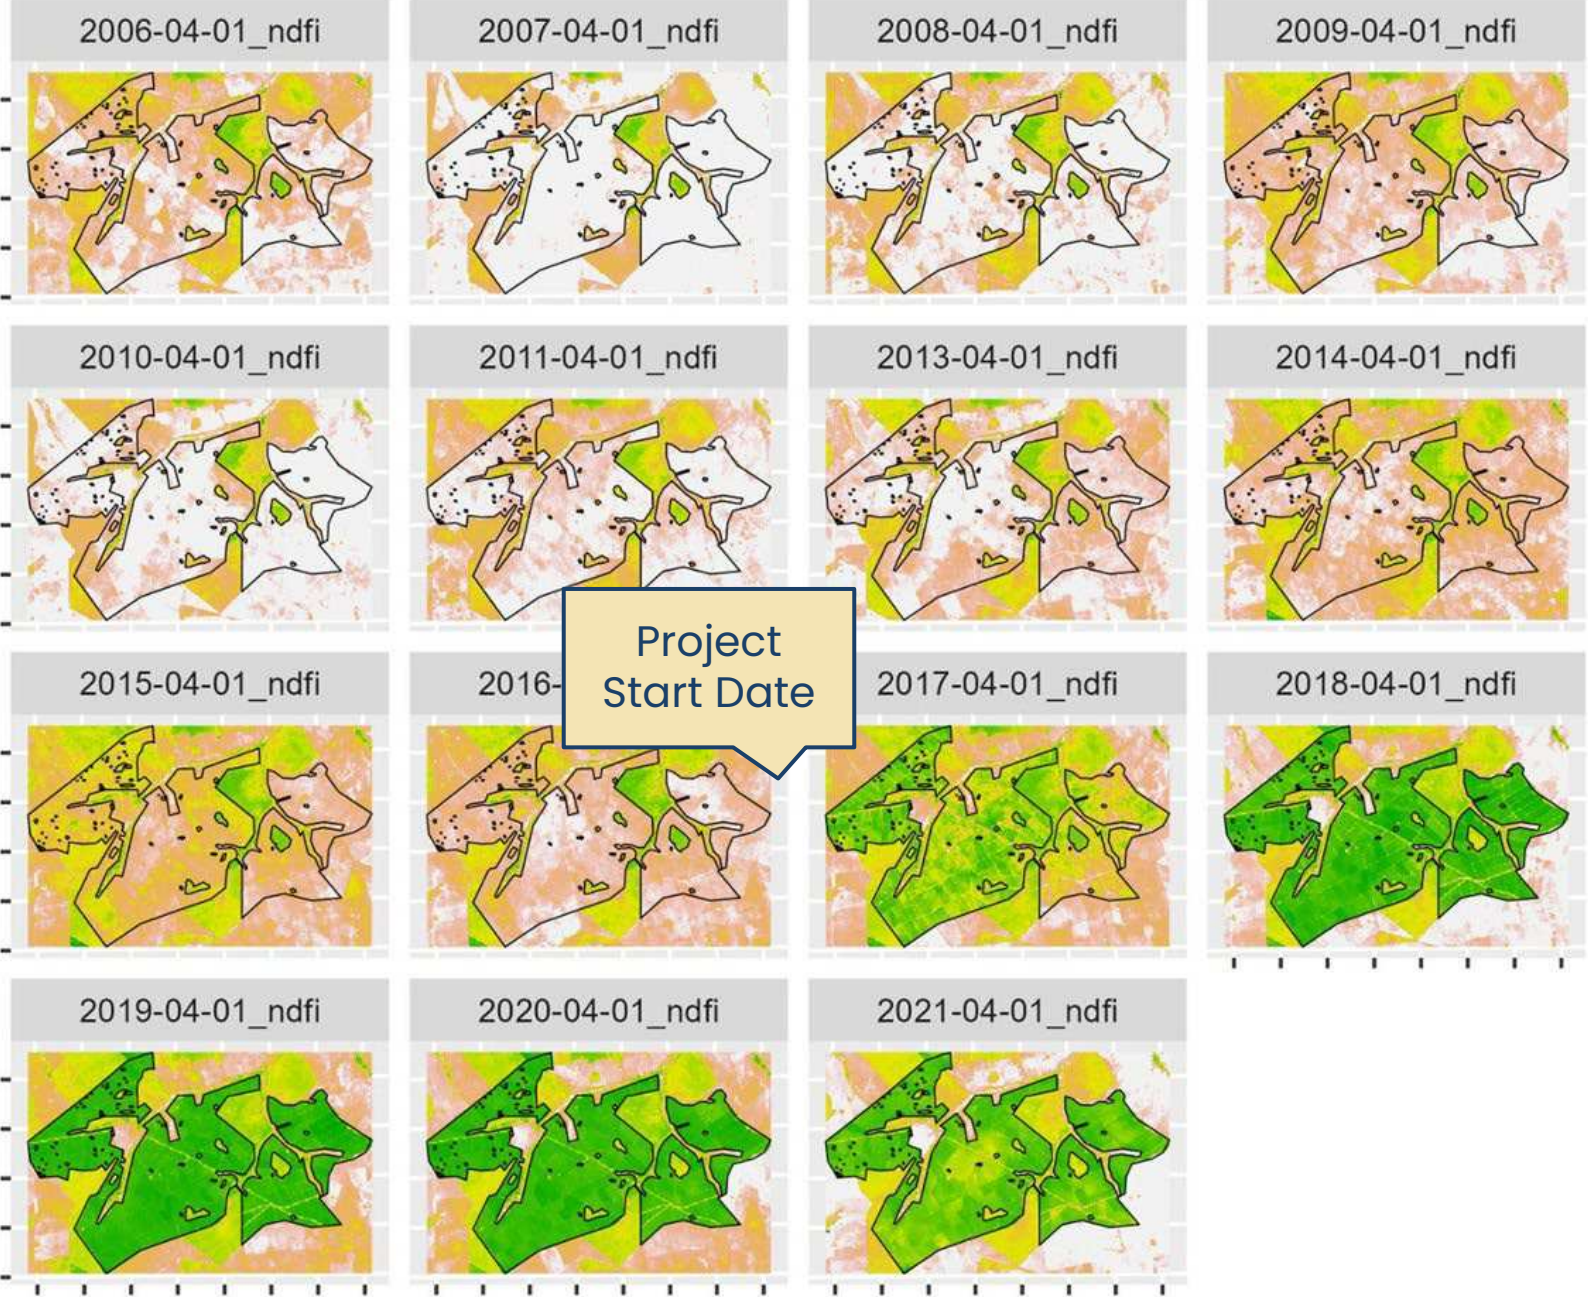 2006-04-01_ndfi
2007-04-01_ndfi
2008-04-01_ndfi
2009-04-01_ndfi
2010-04-01_ndfi
2011-04-01_ndfi
2013-04-01_ndfi
2014-04-01_ndfi
2015-04-01_ndfi
2016-
Project
Start Date
2017-04-01_ndfi
2018-04-01_ndfi
2019-04-01_ndfi
2020-04-01_ndfi
2021-04-01_ndfi